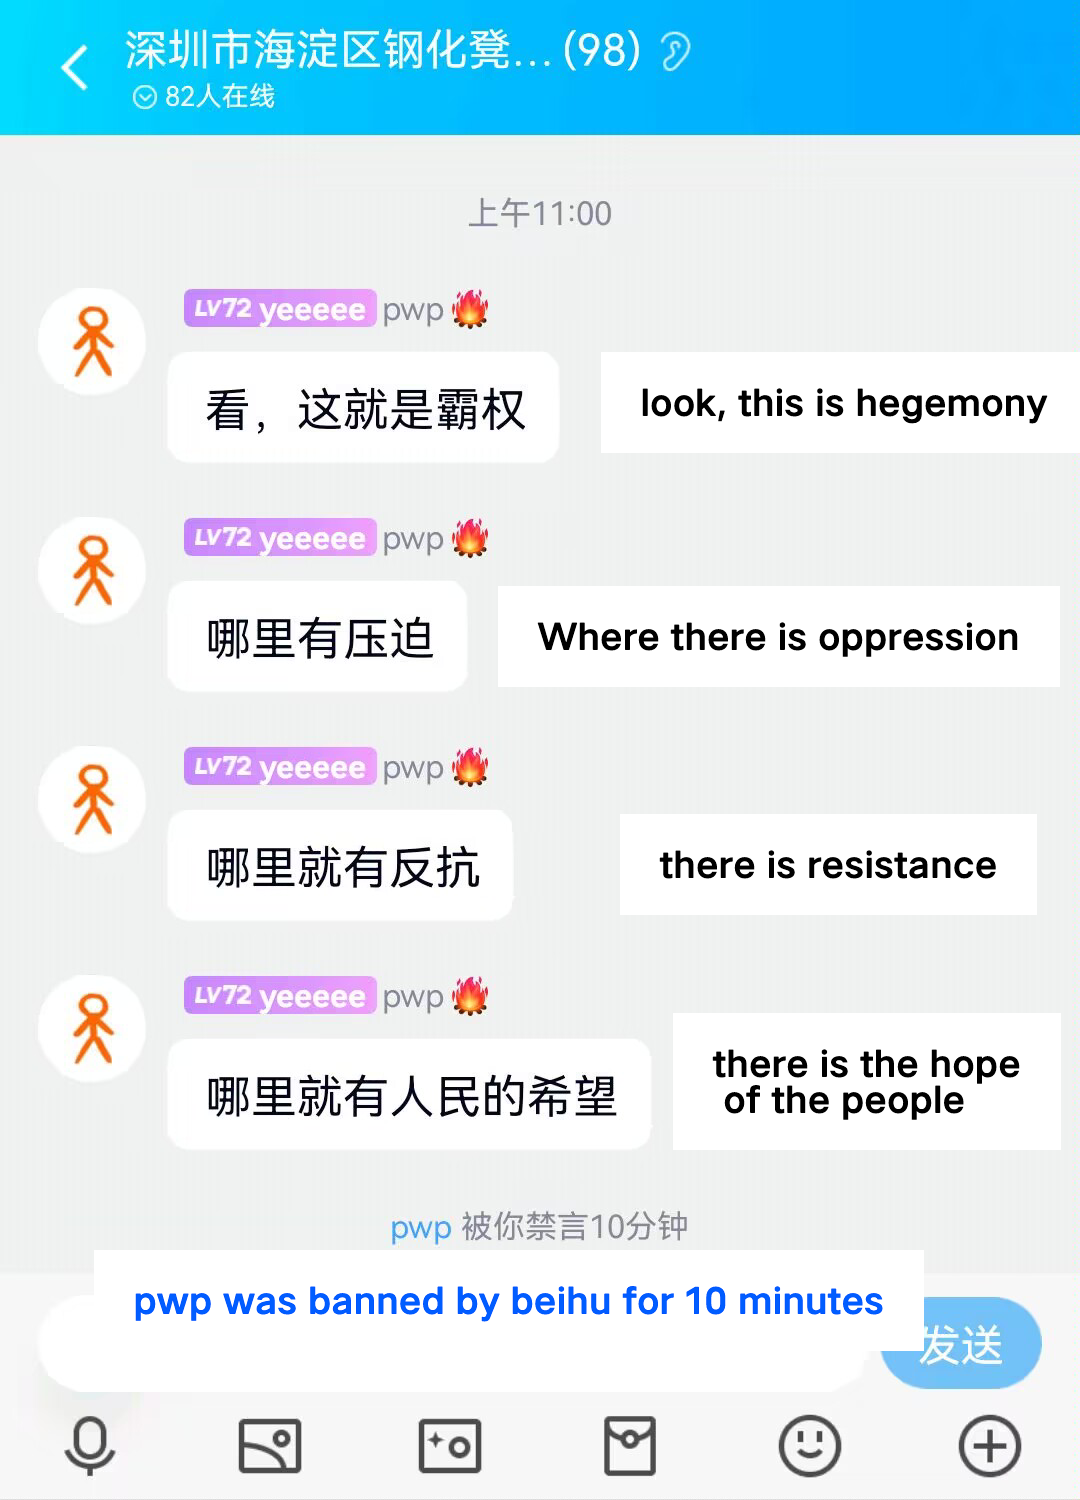 深圳市海淀区钢化凳...(98)
82人在线
上午11:00
LV72 yeeeee pwp
看，这就是霸权
look, this is hegemony
LV72 yeeeee pwp
哪里有压迫
Where there is oppression
LV72 yeeeee pwp
哪里就有反抗
there is resistance
LV72 yeeeee pwp
哪里就有人民的希望
there is the hope
of the people
pwp 被你禁言10分钟
pwp was banned by beihu for 10 minutes
发送